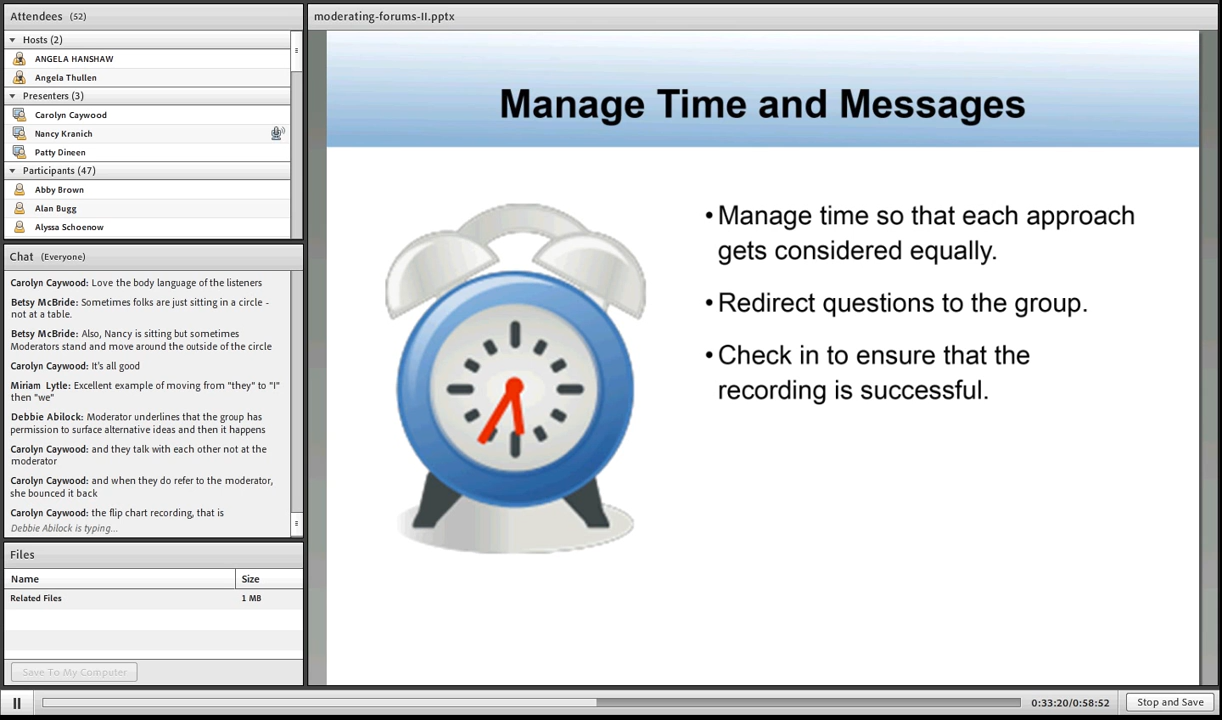 Attendees (52)
Hosts (2)
ANGELA HANSHAW
Angela Thullen
Presenters (3)
Carolyn Caywood
Nancy Kranich
Patty Dineen
Participants (47)
Abby Brown
Alan Bugg
Alyssa Schoenow
Chat (Everyone)
Carolyn Caywood: Love the body language of the listeners
Betsy McBride: Sometimes folks are just sitting in a circle -
not at a table.
Betsy McBride: Also, Nancy is sitting but sometimes
Moderators stand and move around the outside of the circle
Carolyn Caywood: It's all good
Miriam Lytle: Excellent example of moving from "they" to "I"
then "we"
Debbie Abilock: Moderator underlines that the group has
permission to surface alternative ideas and then it happens
Carolyn Caywood: and they talk with each other not at the
moderator
Carolyn Caywood: and when they do refer to the moderator,
she bounced it back
Carolyn Caywood: the flip chart recording, that is
Debbie Abilock is typing...
Files
Name Size
Related Files 1 MB
Save To My Computer
moderating-forums-II.pptx
Manage Time and Messages
• Manage time so that each approach
gets considered equally.
• Redirect questions to the group.
• Check in to ensure that the
recording is successful.
0:33:20/0:58:52
Stop and Save